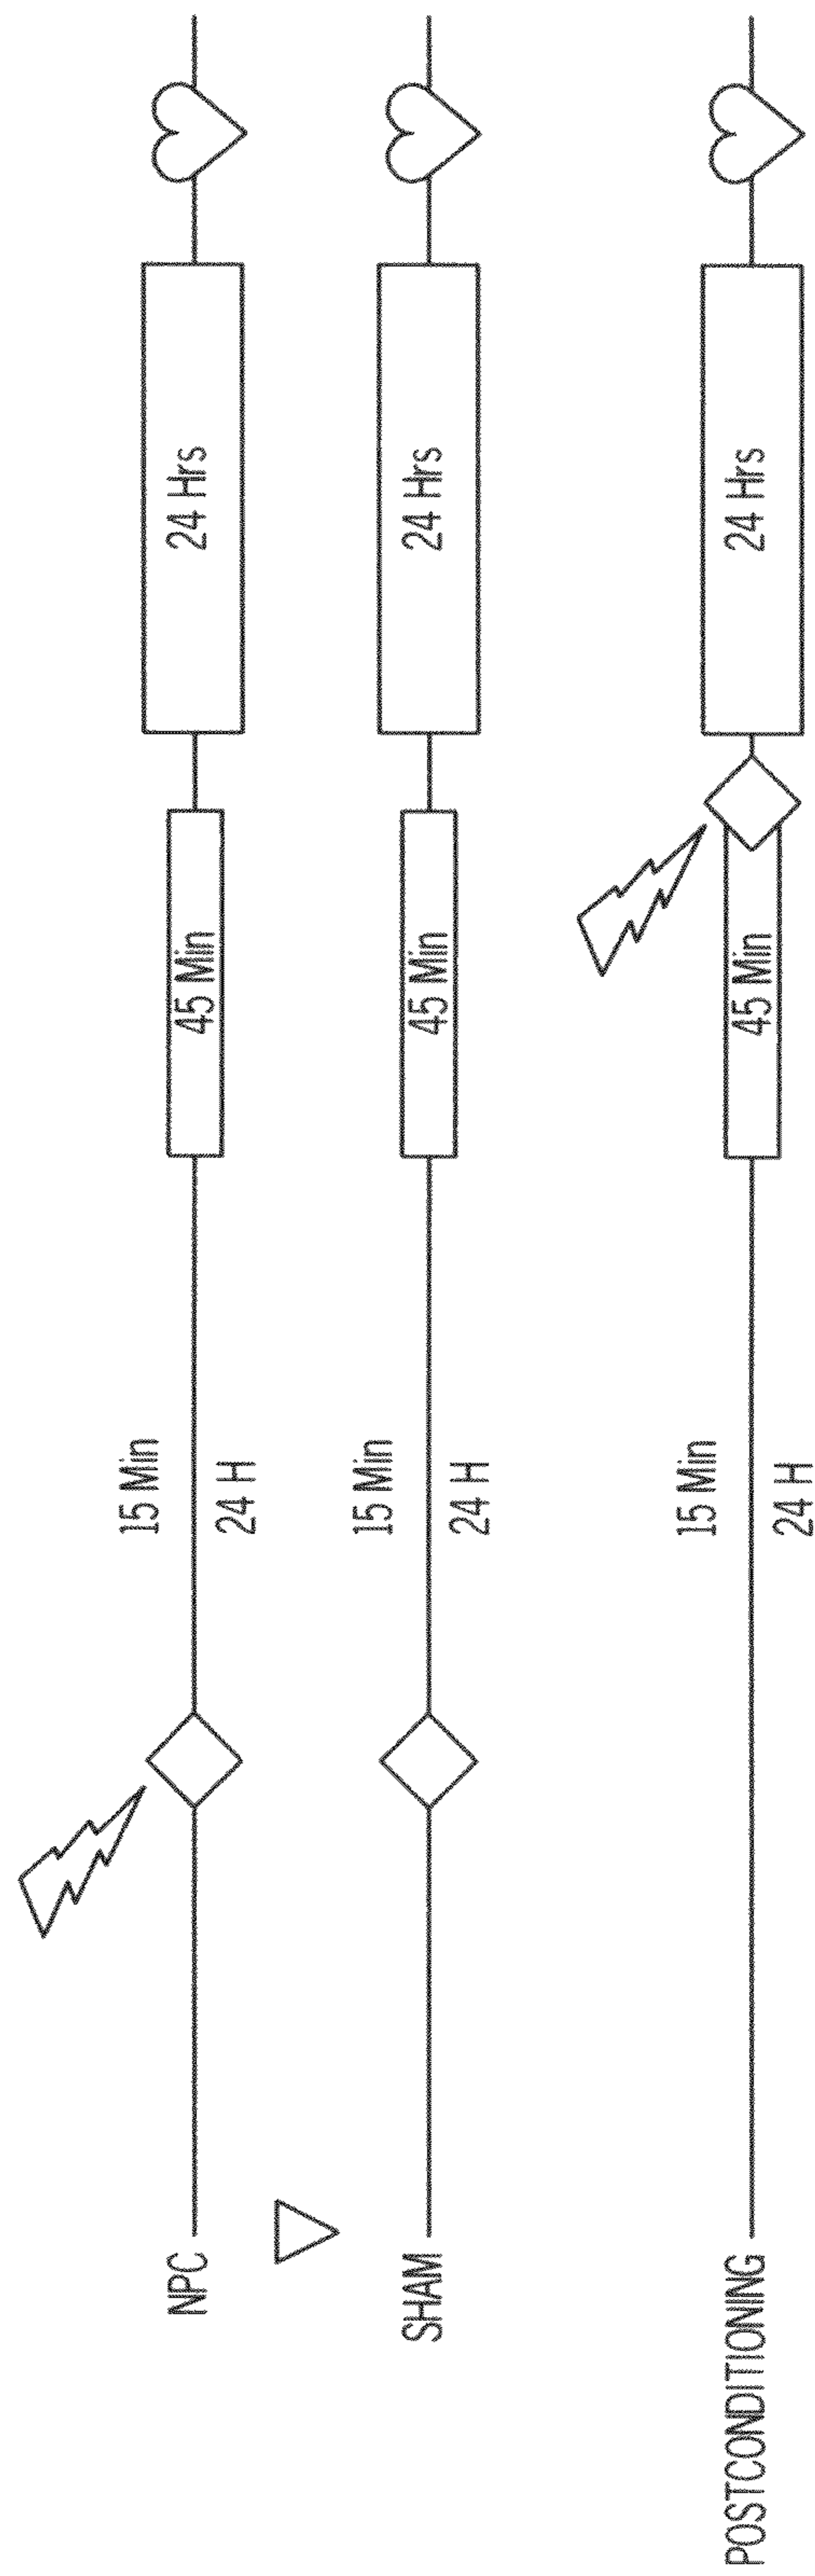 NPC
15 Min
24 H
45 Min
24 Hrs
SHAM
15 Min
24 H
45 Min
24 Hrs
POSTCONDITIONING
15 Min
24 H
45 Min
24 Hrs